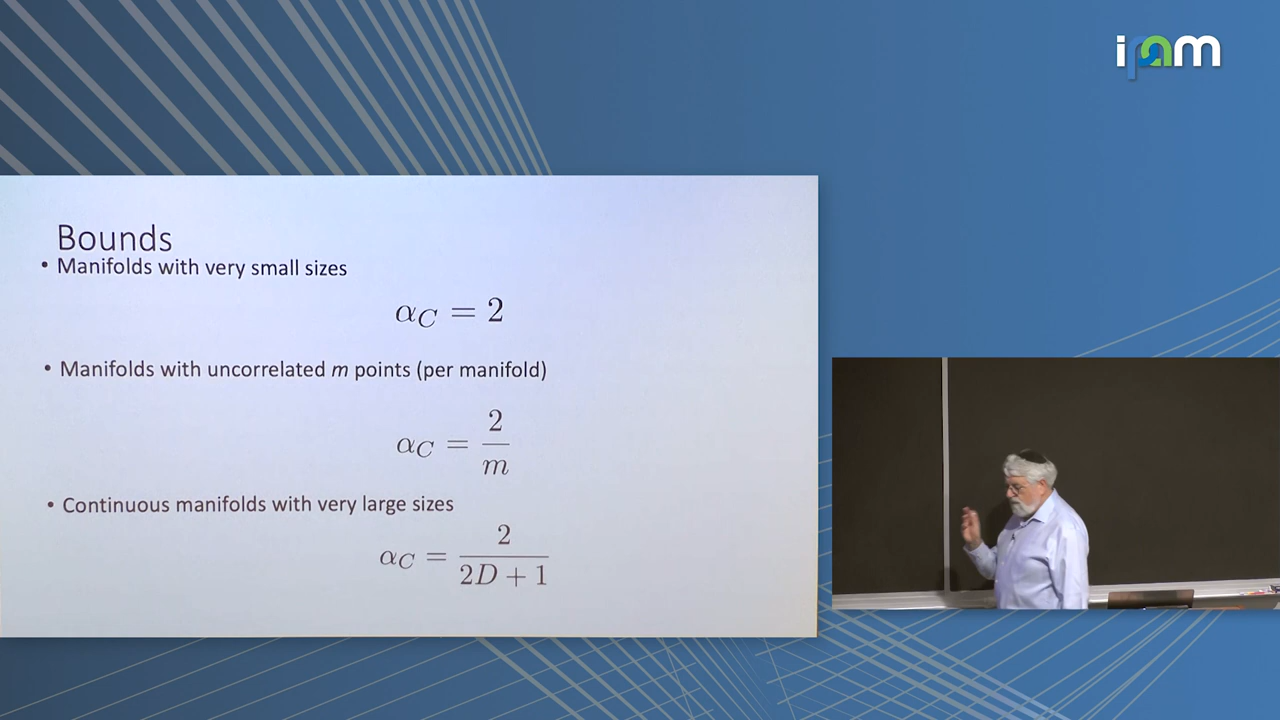 ipam
Bounds
• Manifolds with very small sizes
α_C = 2
• Manifolds with uncorrelated m points (per manifold)
α_C = 2/m
• Continuous manifolds with very large sizes
α_C = 2/(2D + 1)